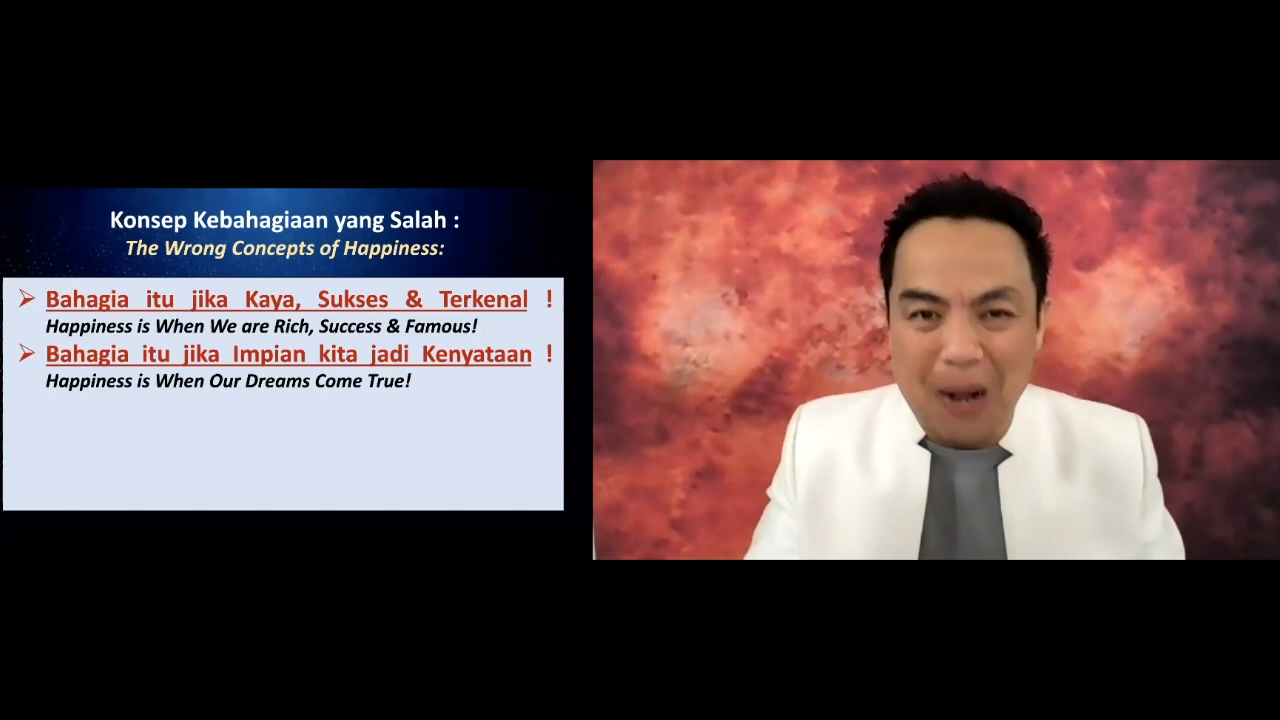 Konsep Kebahagiaan yang Salah :
The Wrong Concepts of Happiness:
➢ Bahagia itu jika Kaya, Sukses & Terkenal !
Happiness is When We are Rich, Success & Famous!
➢ Bahagia itu jika Impian kita jadi Kenyataan !
Happiness is When Our Dreams Come True!